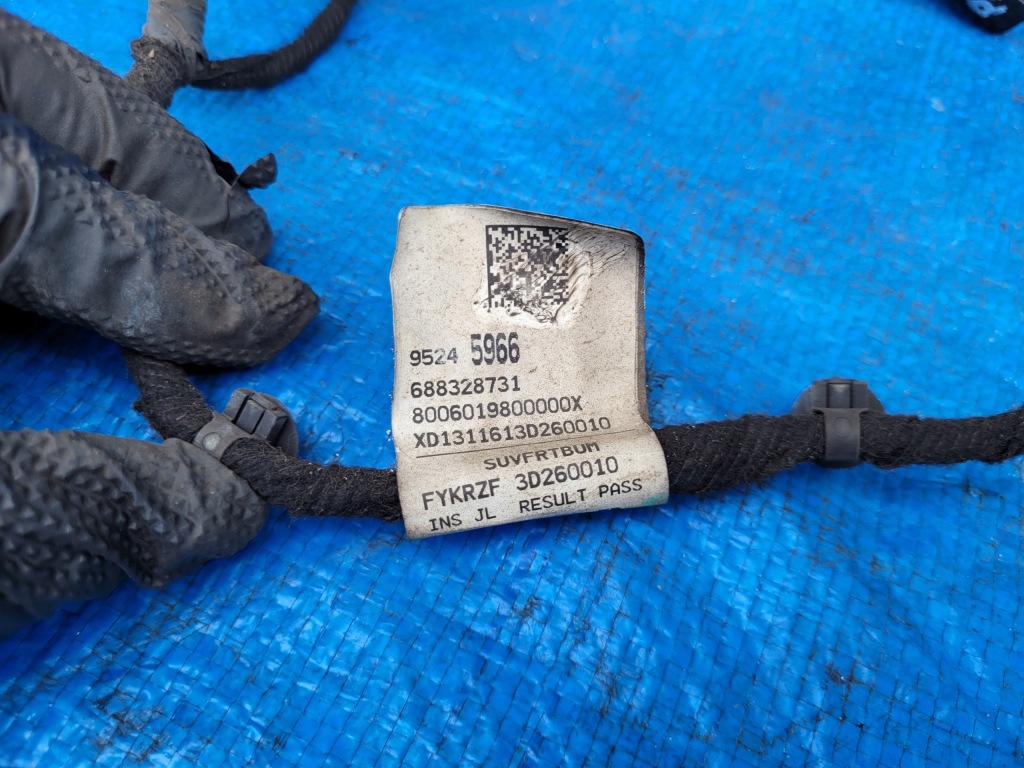 9524 5966
688328731
8006019800000X
XD1311613D260010
SUVFRTBUM
FYKRZF 3D260010
INS JL RESULT PASS